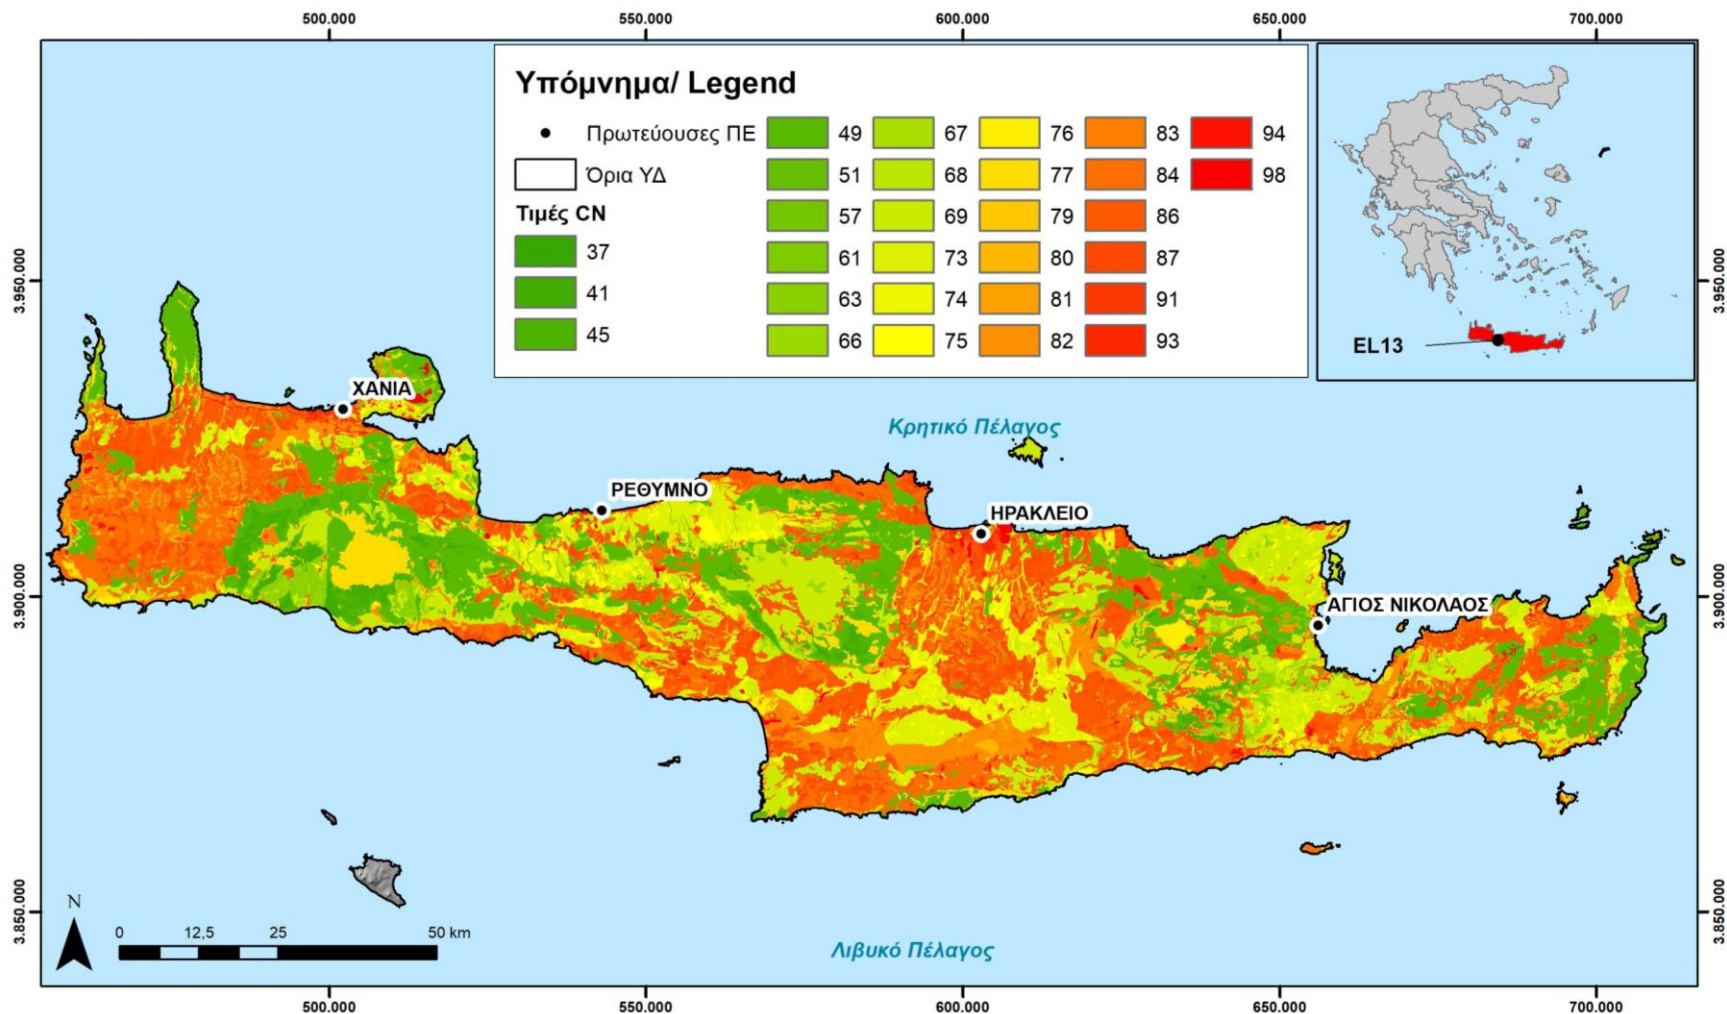 500.000 550.000 600.000 650.000 700.000
Υπόμνημα/ Legend
Πρωτεύουσες ΠΕ
Όρια ΥΔ
Τιμές CN
37
41
45
49 67 76 83 94
51 68 77 84 98
57 69 79 86
61 73 80 87
63 74 81 91
66 75 82 93
EL13
3.950.000 3.950.000
ΧΑΝΙΑ
Κρητικό Πέλαγος
ΡΕΘΥΜΝΟ
ΗΡΑΚΛΕΙΟ
3.900.000 3.900.000
ΑΓΙΟΣ ΝΙΚΟΛΑΟΣ
3.850.000 3.850.000
N
0 12,5 25 50 km
Λιβυκό Πέλαγος
500.000 550.000 600.000 650.000 700.000